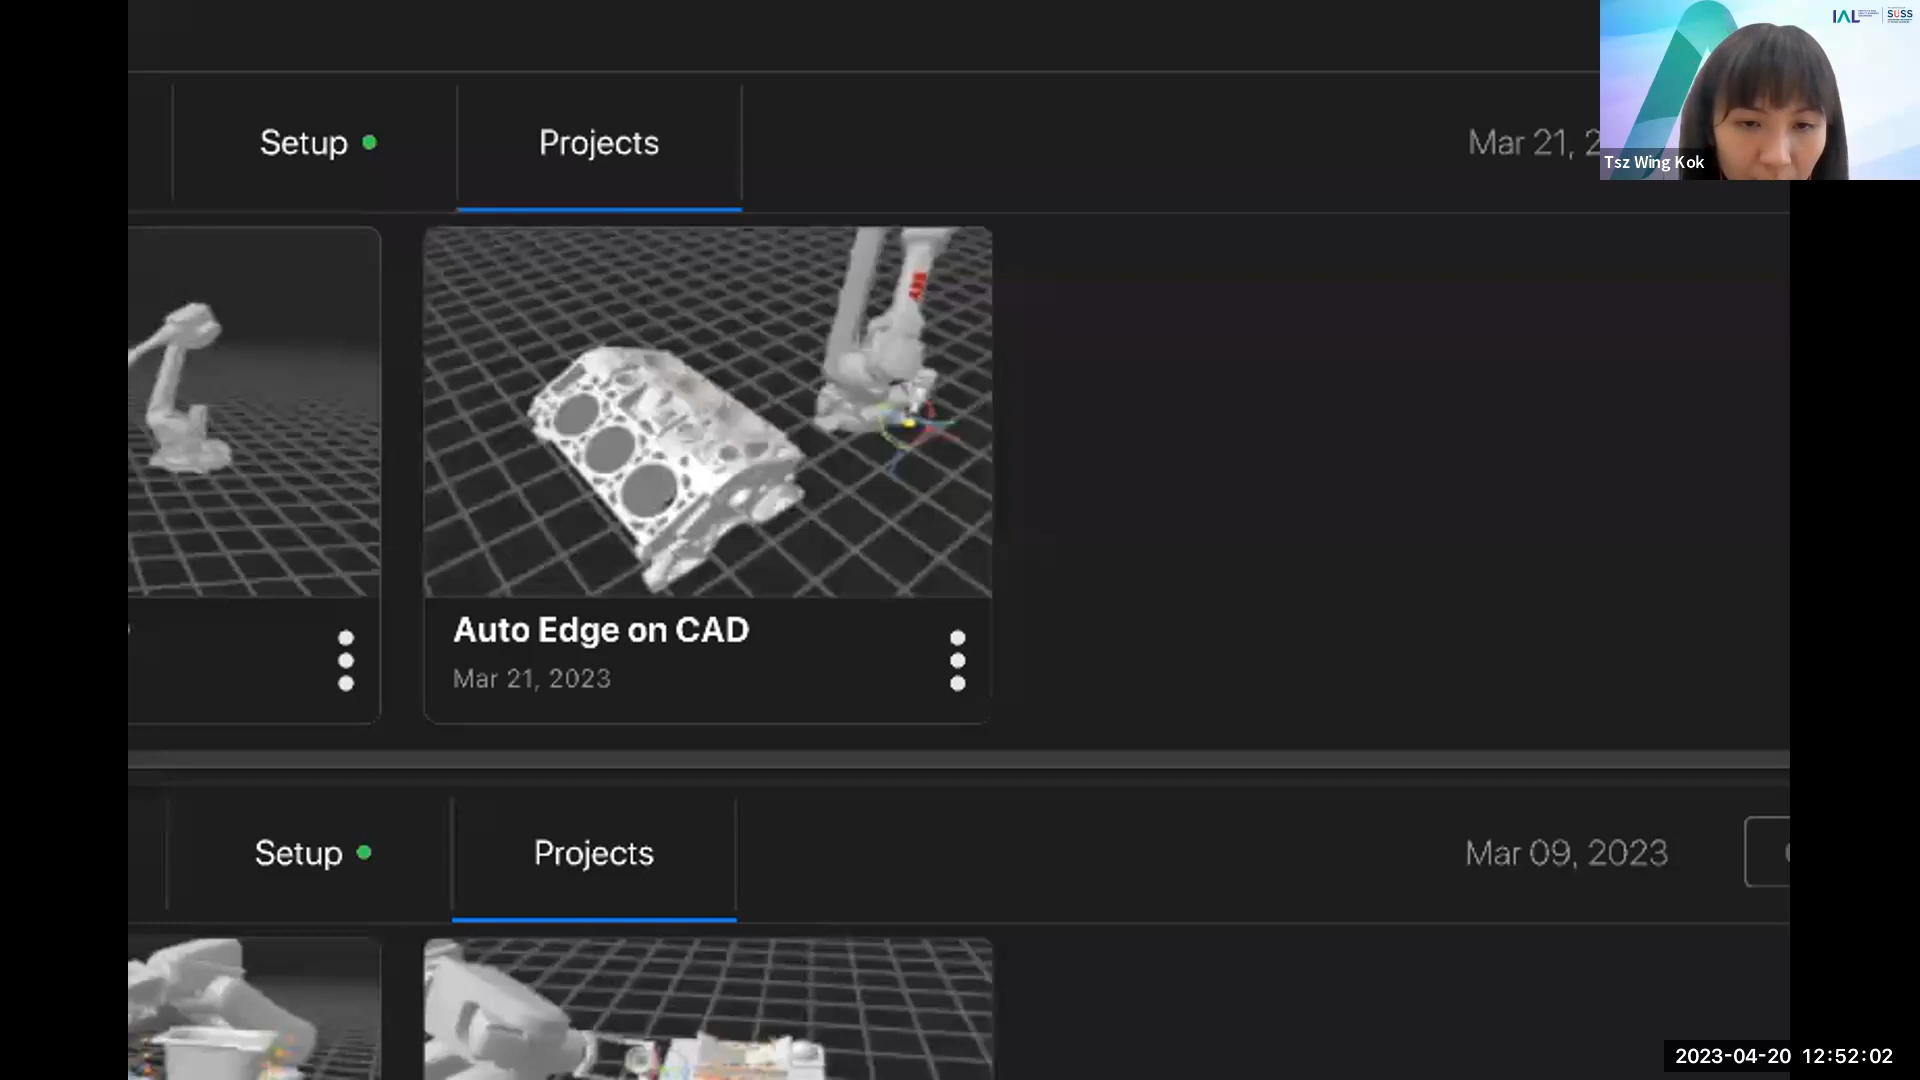 IAL
SUSS
Setup
Projects
Mar 21, 2
Tsz Wing Kok
Auto Edge on CAD
Mar 21, 2023
Setup
Projects
Mar 09, 2023
2023-04-20 12:52:02